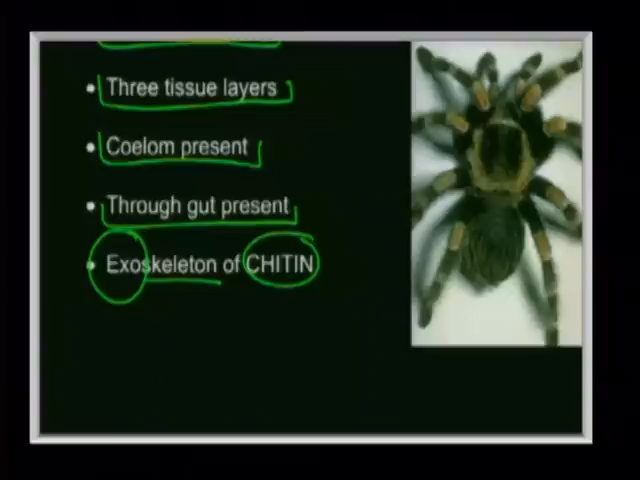 • Three tissue layers
• Coelom present
• Through gut present
• Exoskeleton of CHITIN